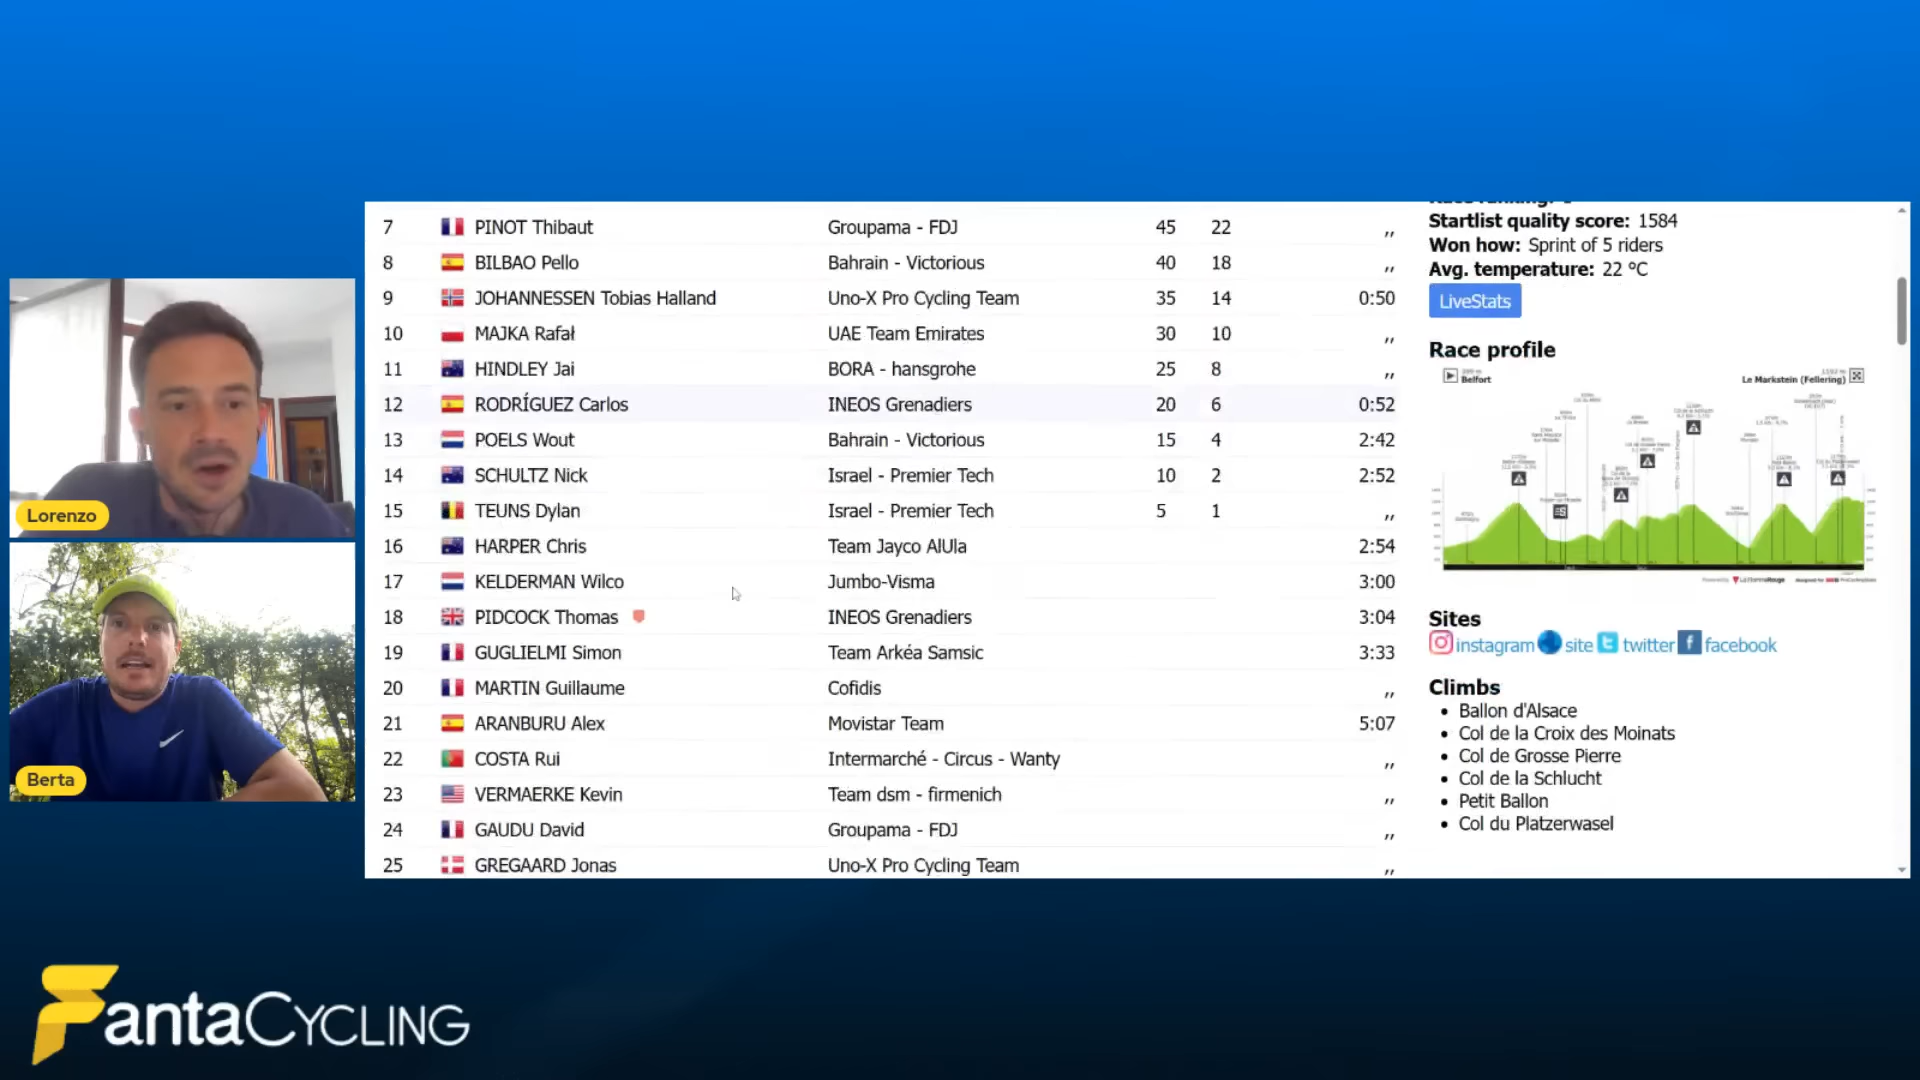 7 PINOT Thibaut Groupama - FDJ 45 22 ,,
8 BILBAO Pello Bahrain - Victorious 40 18 ,,
9 JOHANNESSEN Tobias Halland Uno-X Pro Cycling Team 35 14 0:50
10 MAJKA Rafał UAE Team Emirates 30 10 ,,
11 HINDLEY Jai BORA - hansgrohe 25 8 ,,
12 RODRÍGUEZ Carlos INEOS Grenadiers 20 6 0:52
13 POELS Wout Bahrain - Victorious 15 4 2:42
14 SCHULTZ Nick Israel - Premier Tech 10 2 2:52
15 TEUNS Dylan Israel - Premier Tech 5 1 ,,
16 HARPER Chris Team Jayco AlUla 2:54
17 KELDERMAN Wilco Jumbo-Visma 3:00
18 PIDCOCK Thomas INEOS Grenadiers 3:04
19 GUGLIELMI Simon Team Arkéa Samsic 3:33
20 MARTIN Guillaume Cofidis ,,
21 ARANBURU Alex Movistar Team 5:07
22 COSTA Rui Intermarché - Circus - Wanty ,,
23 VERMAERKE Kevin Team dsm - firmenich ,,
24 GAUDU David Groupama - FDJ ,,
25 GREGAARD Jonas Uno-X Pro Cycling Team ,,
Startlist quality score: 1584
Won how: Sprint of 5 riders
Avg. temperature: 22 °C
LiveStats
Race profile
Belfort
Le Markstein (Fellering)
Sites
instagram site twitter facebook
Climbs
• Ballon d'Alsace
• Col de la Croix des Moinats
• Col de Grosse Pierre
• Col de la Schlucht
• Petit Ballon
• Col du Platzerwasel
Lorenzo
Berta
FantaCYCLING